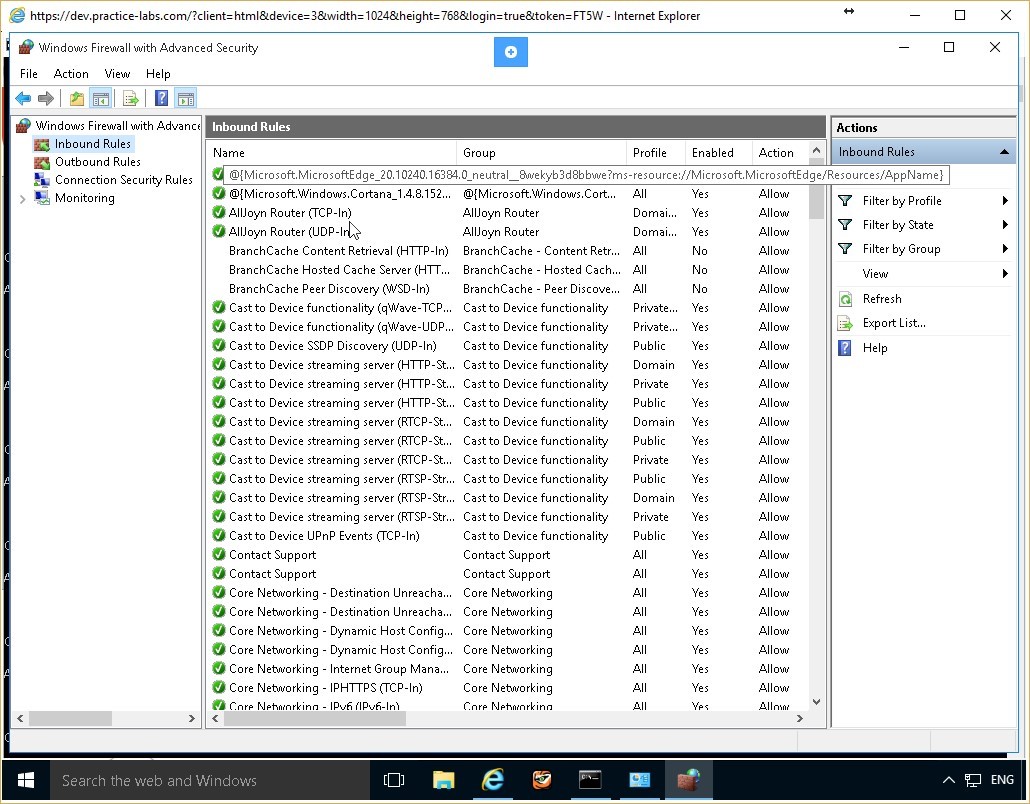 https://dev.practice-labs.com/?client=html&device=3&width=1024&height=768&login=true&token=FT5W - Internet Explorer
Windows Firewall with Advanced Security
File Action View Help
Windows Firewall with Advance
Inbound Rules
Outbound Rules
Connection Security Rules
Monitoring
Inbound Rules
Name Group Profile Enabled Action
@{Microsoft.MicrosoftEdge_20.10240.16384.0_neutral__8wekyb3d8bbwe?ms-resource://Microsoft.MicrosoftEdge/Resources/AppName}
@{Microsoft.Windows.Cortana_1.4.8.152... @{Microsoft.Windows.Cort... All Yes Allow
AllJoyn Router (TCP-In) AllJoyn Router Domai... Yes Allow
AllJoyn Router (UDP-In) AllJoyn Router Domai... Yes Allow
BranchCache Content Retrieval (HTTP-In) BranchCache - Content Retr... All No Allow
BranchCache Hosted Cache Server (HTT... BranchCache - Hosted Cach... All No Allow
BranchCache Peer Discovery (WSD-In) BranchCache - Peer Discove... All No Allow
Cast to Device functionality (qWave-TCP... Cast to Device functionality Private... Yes Allow
Cast to Device functionality (qWave-UDP... Cast to Device functionality Private... Yes Allow
Cast to Device SSDP Discovery (UDP-In) Cast to Device functionality Public Yes Allow
Cast to Device streaming server (HTTP-St... Cast to Device functionality Domain Yes Allow
Cast to Device streaming server (HTTP-St... Cast to Device functionality Private Yes Allow
Cast to Device streaming server (HTTP-St... Cast to Device functionality Public Yes Allow
Cast to Device streaming server (RTCP-St... Cast to Device functionality Domain Yes Allow
Cast to Device streaming server (RTCP-St... Cast to Device functionality Public Yes Allow
Cast to Device streaming server (RTCP-St... Cast to Device functionality Private Yes Allow
Cast to Device streaming server (RTSP-Str... Cast to Device functionality Public Yes Allow
Cast to Device streaming server (RTSP-Str... Cast to Device functionality Domain Yes Allow
Cast to Device streaming server (RTSP-Str... Cast to Device functionality Private Yes Allow
Cast to Device UPnP Events (TCP-In) Cast to Device functionality Public Yes Allow
Contact Support Contact Support All Yes Allow
Contact Support Contact Support All Yes Allow
Core Networking - Destination Unreacha... Core Networking All Yes Allow
Core Networking - Destination Unreacha... Core Networking All Yes Allow
Core Networking - Dynamic Host Config... Core Networking All Yes Allow
Core Networking - Dynamic Host Config... Core Networking All Yes Allow
Core Networking - Internet Group Mana... Core Networking All Yes Allow
Core Networking - IPHTTPS (TCP-In) Core Networking All Yes Allow
Core Networking - IPv6 (IPv6-In) Core Networking All Yes Allow
Actions
Inbound Rules
Filter by Profile
Filter by State
Filter by Group
View
Refresh
Export List...
Help
Search the web and Windows
ENG